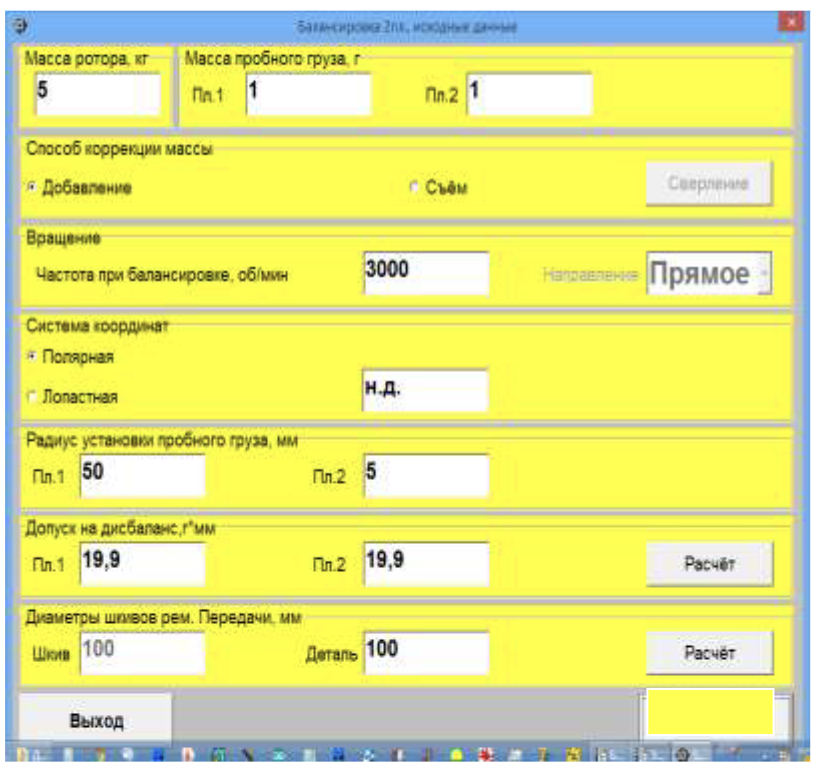 Балансировка 2пл., исходные данные
Масса ротора, кг
5
Масса пробного груза, г
Пл.1 1 Пл.2 1
Способ коррекции массы
Добавление Съём Сверление
Вращение
Частота при балансировке, об/мин 3000 Направление Прямое
Система координат
Полярная
Лопастная н.д.
Радиус установки пробного груза, мм
Пл.1 50 Пл.2 5
Допуск на дисбаланс,г*мм
Пл.1 19,9 Пл.2 19,9 Расчёт
Диаметры шкивов рем. Передачи, мм
Шкив 100 Деталь 100 Расчёт
Выход